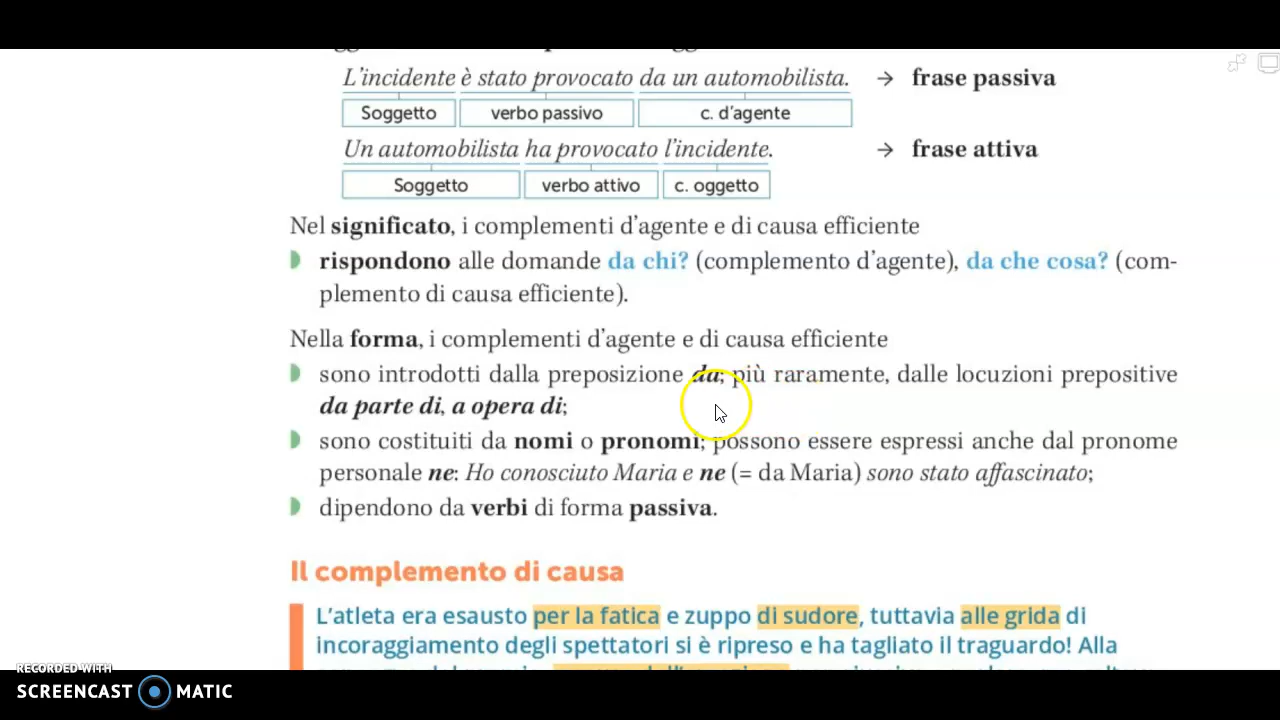 L'incidente è stato provocato da un automobilista. → frase passiva
Soggetto verbo passivo c. d'agente
Un automobilista ha provocato l'incidente. → frase attiva
Soggetto verbo attivo c. oggetto
Nel significato, i complementi d'agente e di causa efficiente
rispondono alle domande da chi? (complemento d'agente), da che cosa? (com-
plemento di causa efficiente).
Nella forma, i complementi d'agente e di causa efficiente
sono introdotti dalla preposizione da; più raramente, dalle locuzioni prepositive
da parte di, a opera di;
sono costituiti da nomi o pronomi; possono essere espressi anche dal pronome
personale ne: Ho conosciuto Maria e ne (= da Maria) sono stato affascinato;
dipendono da verbi di forma passiva.
Il complemento di causa
L'atleta era esausto per la fatica e zuppo di sudore, tuttavia alle grida di
incoraggiamento degli spettatori si è ripreso e ha tagliato il traguardo! Alla
RECORDED WITH
SCREENCAST MATIC